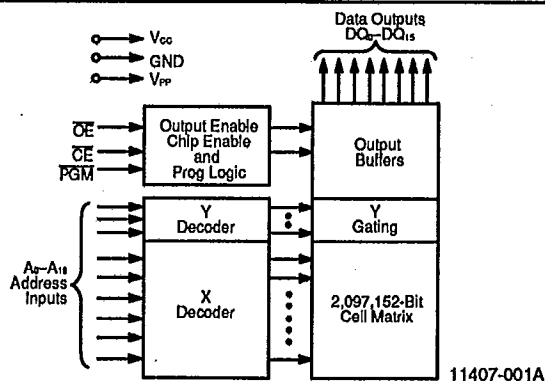 Data Outputs
DQ₀–DQ₁₅
VCC
GND
VPP
OE
CE
PGM
Output Enable
Chip Enable
and
Prog Logic
Output
Buffers
Y
Decoder
Y
Gating
A₀–A₁₆
Address
Inputs
X
Decoder
2,097,152-Bit
Cell Matrix
11407-001A